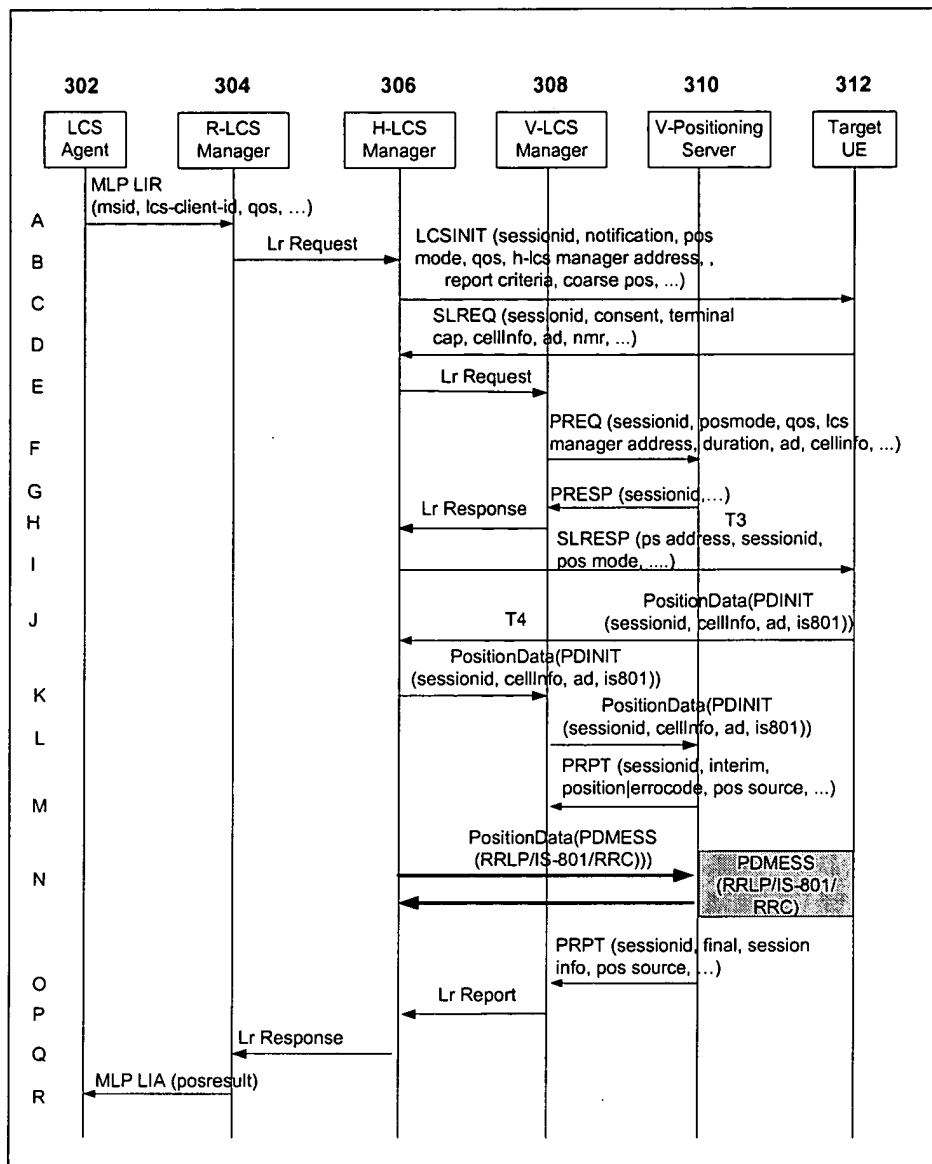 302 304 306 308 310 312
LCS
Agent
R-LCS
Manager
H-LCS
Manager
V-LCS
Manager
V-Positioning
Server
Target
UE
MLP LIR
(msid, lcs-client-id, qos, ...)
A
Lr Request
B
LCSINIT (sessionid, notification, pos
mode, qos, h-lcs manager address, ,
report criteria, coarse pos, ...)
C
SLREQ (sessionid, consent, terminal
cap, cellInfo, ad, nmr, ...)
D
Lr Request
E
PREQ (sessionid, posmode, qos, lcs
manager address, duration, ad, cellinfo, ...)
F
G
PRESP (sessionid,...)
Lr Response
H
T3
SLRESP (ps address, sessionid,
pos mode, ....)
I
PositionData(PDINIT
(sessionid, cellInfo, ad, is801))
J
T4
PositionData(PDINIT
(sessionid, cellInfo, ad, is801))
K
PositionData(PDINIT
(sessionid, cellInfo, ad, is801))
L
PRPT (sessionid, interim,
position|errocode, pos source, ...)
M
PositionData(PDMESS
(RRLP/IS-801/RRC)))
N
PDMESS
(RRLP/IS-801/
RRC)
PRPT (sessionid, final, session
info, pos source, ...)
O
Lr Report
P
Lr Response
Q
MLP LIA (posresult)
R